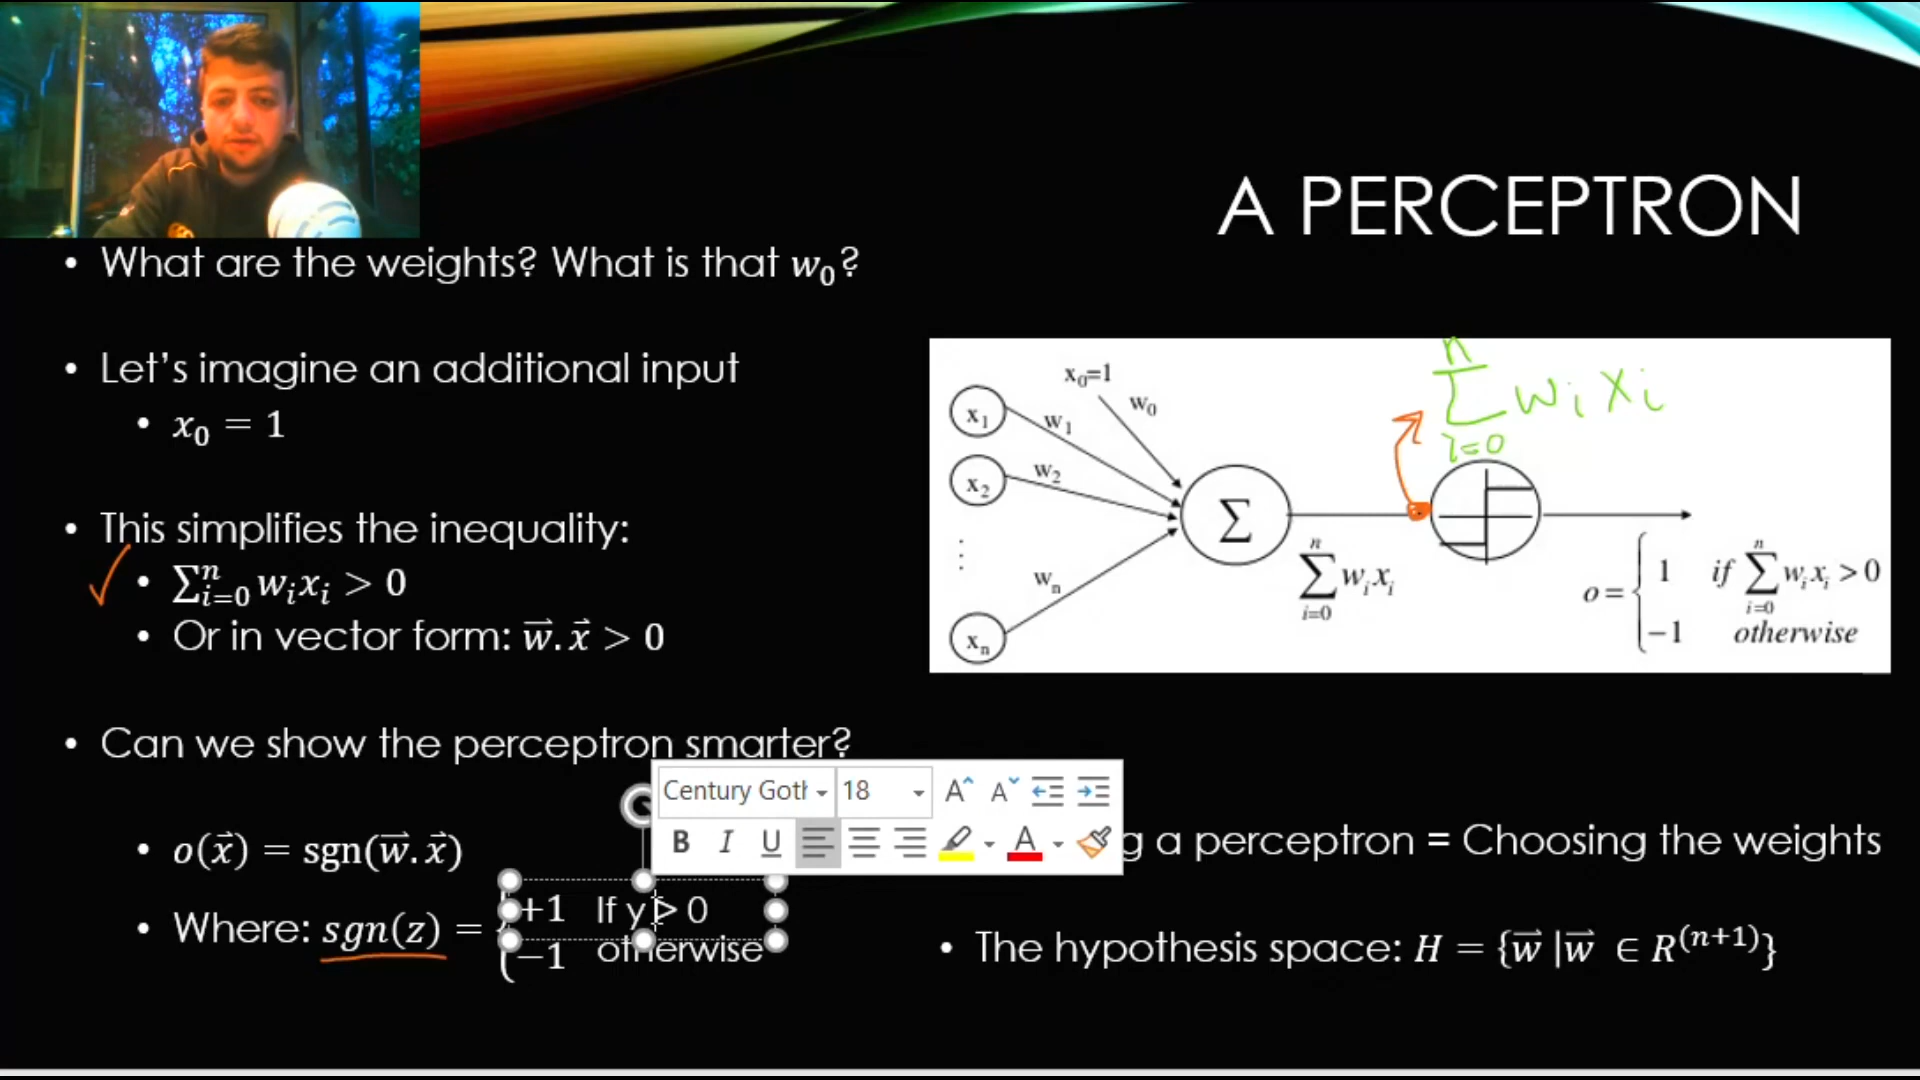 A PERCEPTRON
• What are the weights? What is that w₀?
• Let's imagine an additional input
• x₀ = 1
• This simplifies the inequality:
• ∑ⁿᵢ₌₀ wᵢxᵢ > 0
• Or in vector form: w⃗.x⃗ > 0
• Can we show the perceptron smarter?
• o(x⃗) = sgn(w⃗.x⃗)
• Where: sgn(z) = {
+1 If y > 0
−1 otherwise
x₀=1
w₀
x₁
w₁
x₂
w₂
⋮
wₙ
xₙ
∑
n ∑ i=0 wᵢxᵢ
n ∑ i=0 wᵢxᵢ
o = { 1 if n ∑ i=0 wᵢxᵢ > 0
−1 otherwise
Century Goth 18 A^ A˅
B I U A
g a perceptron = Choosing the weights
• The hypothesis space: H = {w⃗ |w⃗ ∈ R⁽ⁿ⁺¹⁾}